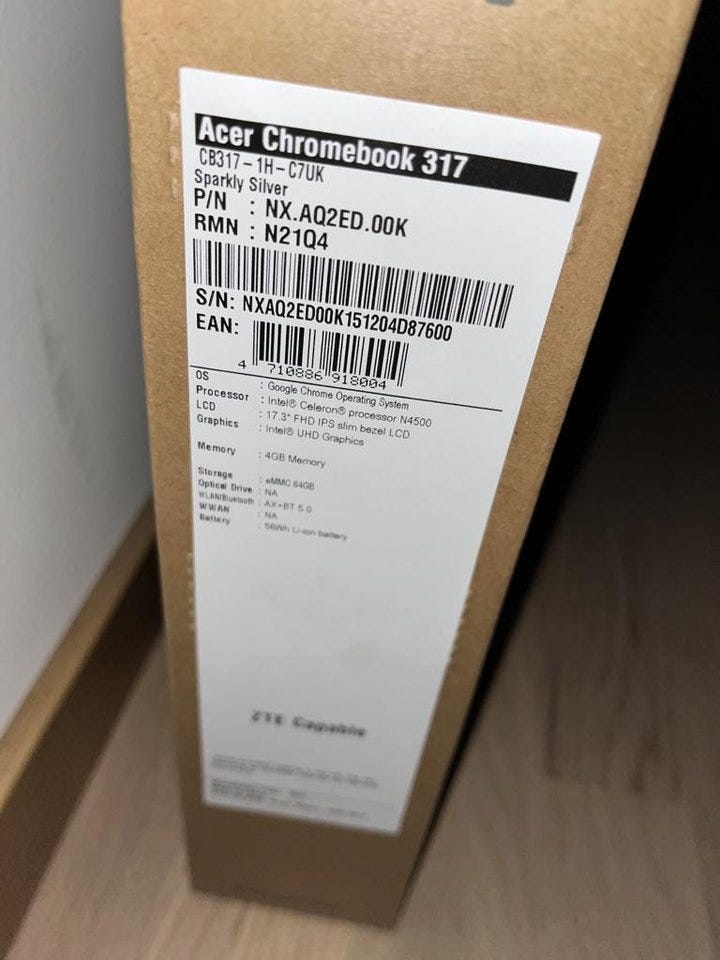 Acer Chromebook 317
CB317-1H-C7UK
Sparkly Silver
P/N : NX.AQ2ED.00K
RMN : N21Q4
S/N: NXAQ2ED00K151204D87600
EAN:
4 710886 918004
OS : Google Chrome Operating System
Processor : Intel® Celeron® processor N4500
LCD : 17.3" FHD IPS slim bezel LCD
Graphics : Intel® UHD Graphics
Memory : 4GB Memory
Storage : eMMC 64GB
Optical Drive : NA
WLAN/Bluetooth : AX+BT 5.0
WWAN : NA
Battery : 56Wh Li-ion battery
ZTE Capable